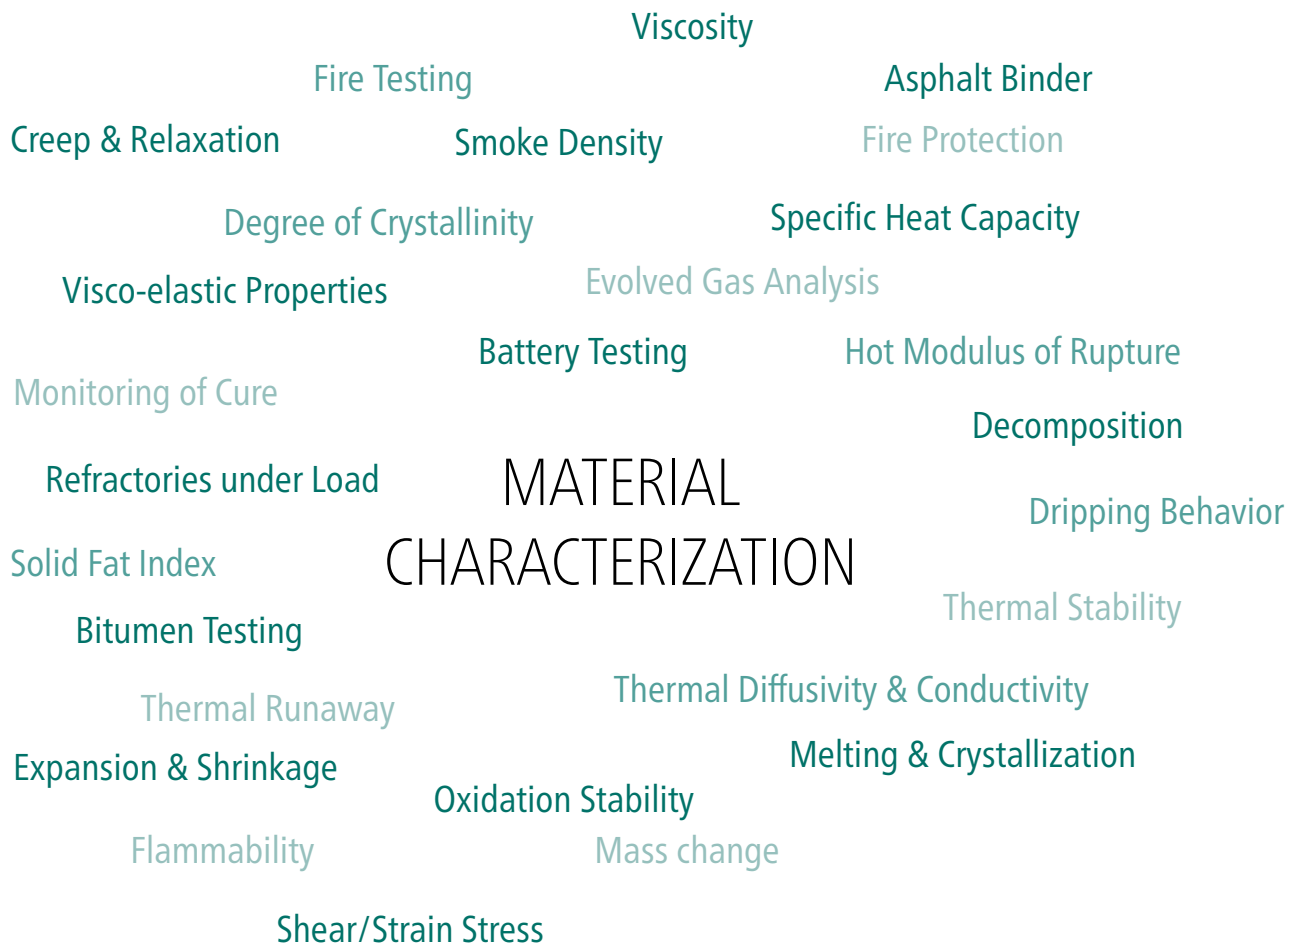 Viscosity
Fire Testing
Asphalt Binder
Creep & Relaxation
Smoke Density
Fire Protection
Degree of Crystallinity
Specific Heat Capacity
Visco-elastic Properties
Evolved Gas Analysis
Battery Testing
Hot Modulus of Rupture
Monitoring of Cure
Decomposition
Refractories under Load
MATERIAL
CHARACTERIZATION
Dripping Behavior
Solid Fat Index
Thermal Stability
Bitumen Testing
Thermal Diffusivity & Conductivity
Thermal Runaway
Melting & Crystallization
Expansion & Shrinkage
Oxidation Stability
Flammability
Mass change
Shear/Strain Stress